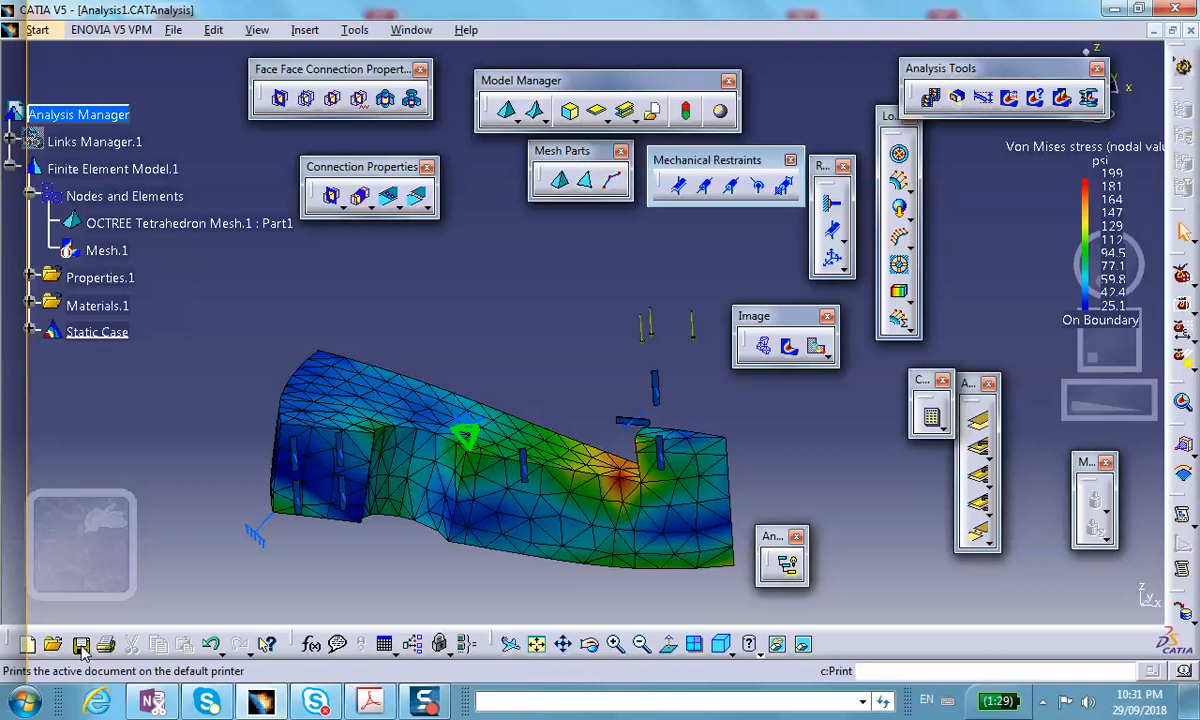 CATIA V5 - [Analysis1.CATAnalysis]
Start ENOVIA V5 VPM File Edit View Insert Tools Window Help
Face Face Connection Propert...
Model Manager
Analysis Tools
Analysis Manager
Links Manager.1
Finite Element Model.1
Nodes and Elements
OCTREE Tetrahedron Mesh.1 : Part1
Mesh.1
Properties.1
Materials.1
Static Case
Connection Properties
Mesh Parts
Mechanical Restraints
R...
Lo
z
x
Von Mises stress (nodal valu
psi
199
181
164
147
129
112
94.5
77.1
59.8
42.4
25.1
On Boundary
Image
C...
A...
M...
An...
z
y
x
f(x)
CATIA
Prints the active document on the default printer
c:Print
EN
(1:29)
10:31 PM
29/09/2018